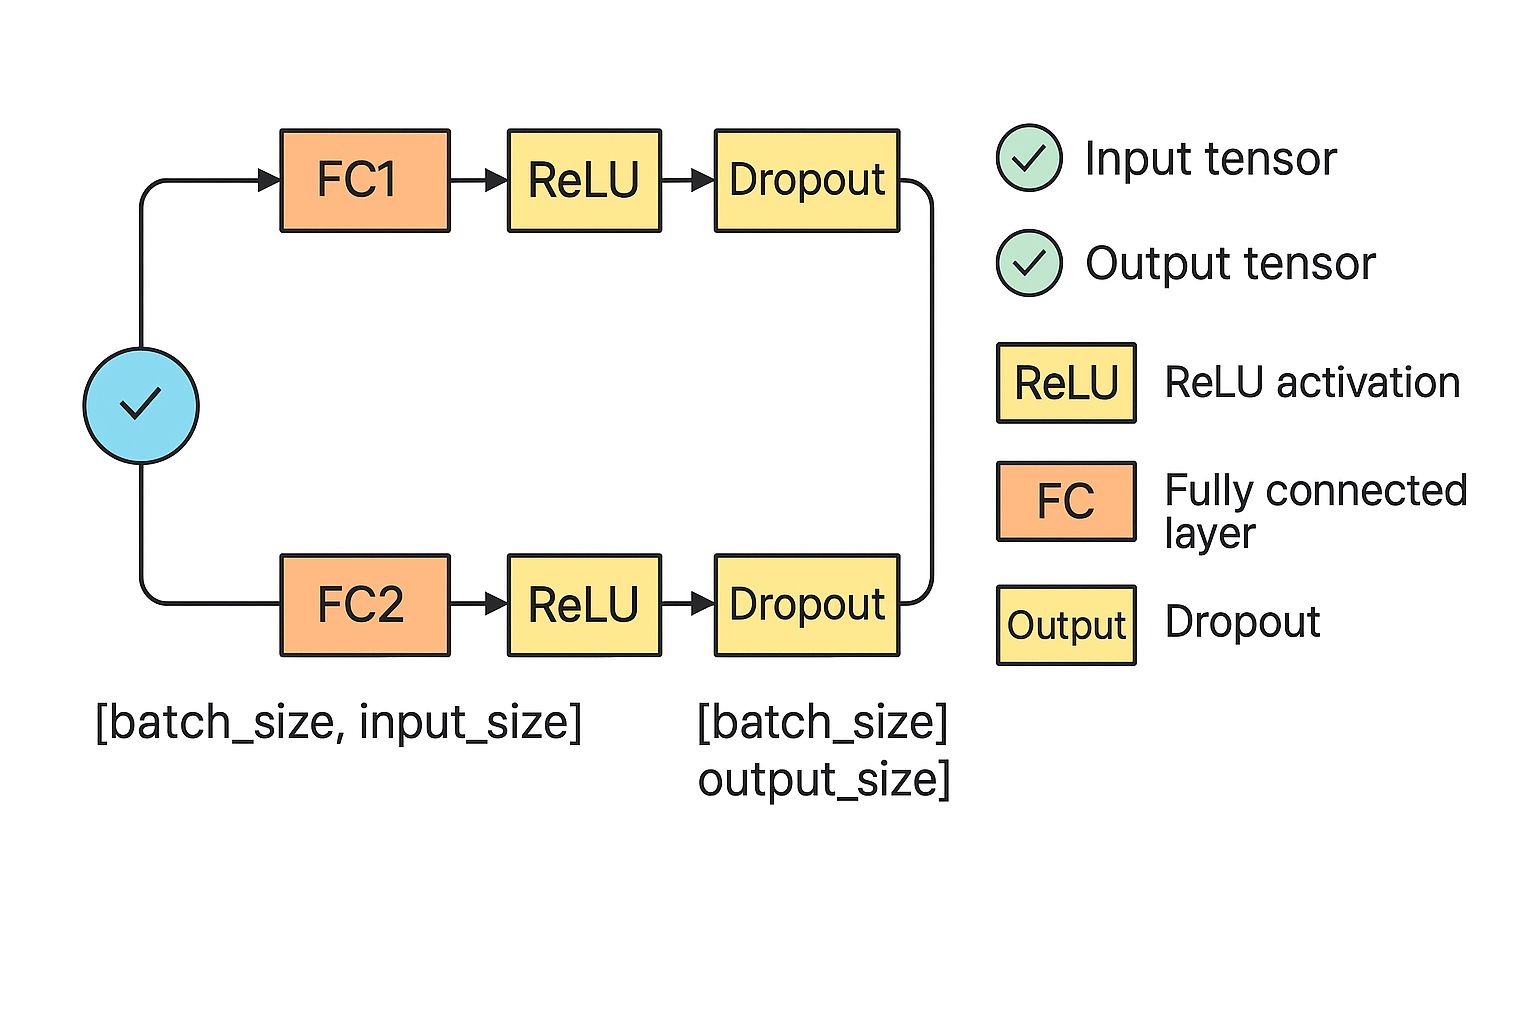 FC1
ReLU
Dropout
FC2
ReLU
Dropout
[batch_size, input_size]
[batch_size]
output_size]
Input tensor
Output tensor
ReLU
ReLU activation
FC
Fully connected
layer
Output
Dropout